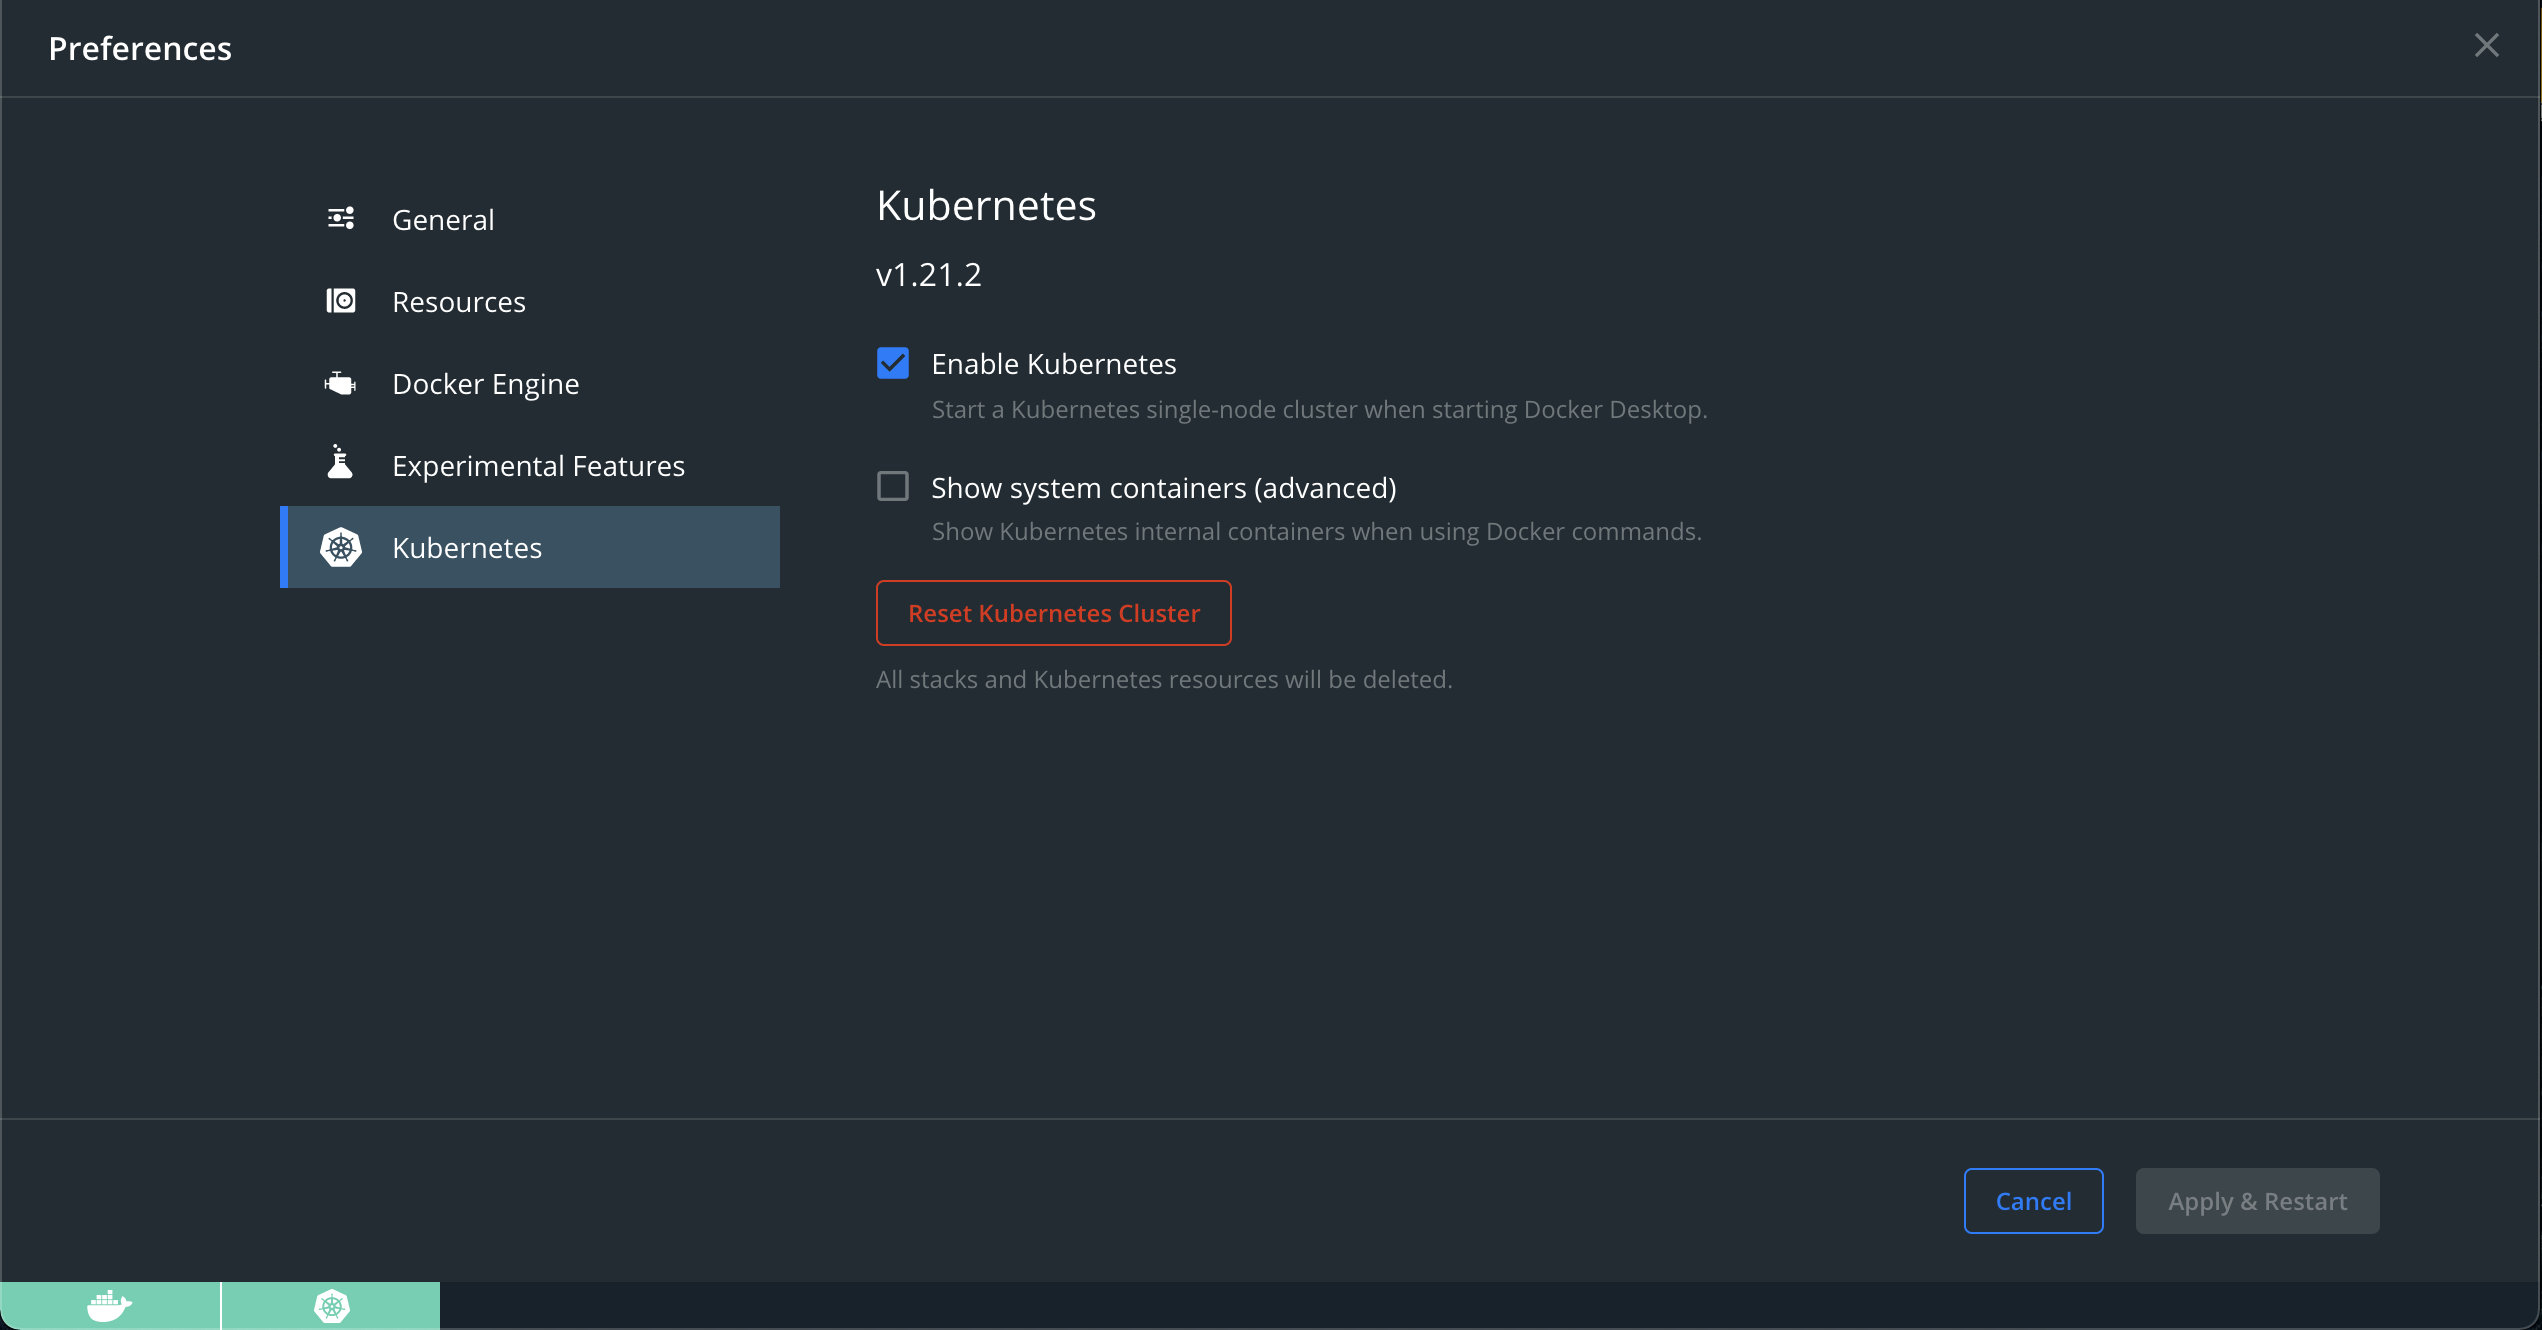 Preferences
General
Resources
Docker Engine
Experimental Features
Kubernetes
Kubernetes
v1.21.2
Enable Kubernetes
Start a Kubernetes single-node cluster when starting Docker Desktop.
Show system containers (advanced)
Show Kubernetes internal containers when using Docker commands.
Reset Kubernetes Cluster
All stacks and Kubernetes resources will be deleted.
Cancel
Apply & Restart